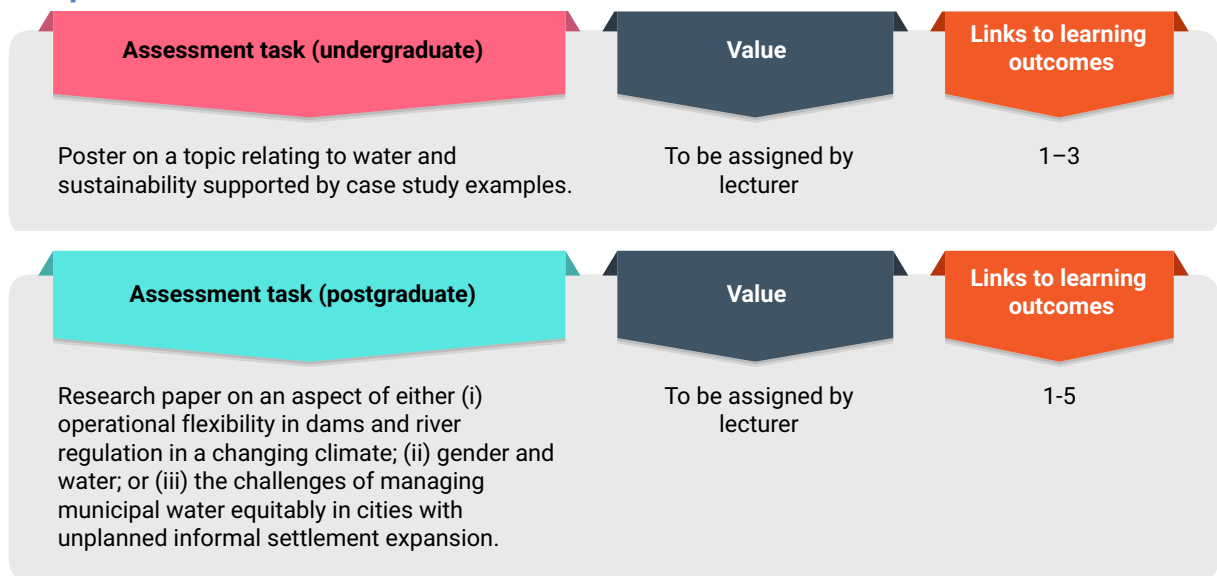 Assessment task (undergraduate)
Value
Links to learning
outcomes
Poster on a topic relating to water and
sustainability supported by case study examples.
To be assigned by
lecturer
1–3
Assessment task (postgraduate)
Value
Links to learning
outcomes
Research paper on an aspect of either (i)
operational flexibility in dams and river
regulation in a changing climate; (ii) gender and
water; or (iii) the challenges of managing
municipal water equitably in cities with
unplanned informal settlement expansion.
To be assigned by
lecturer
1-5